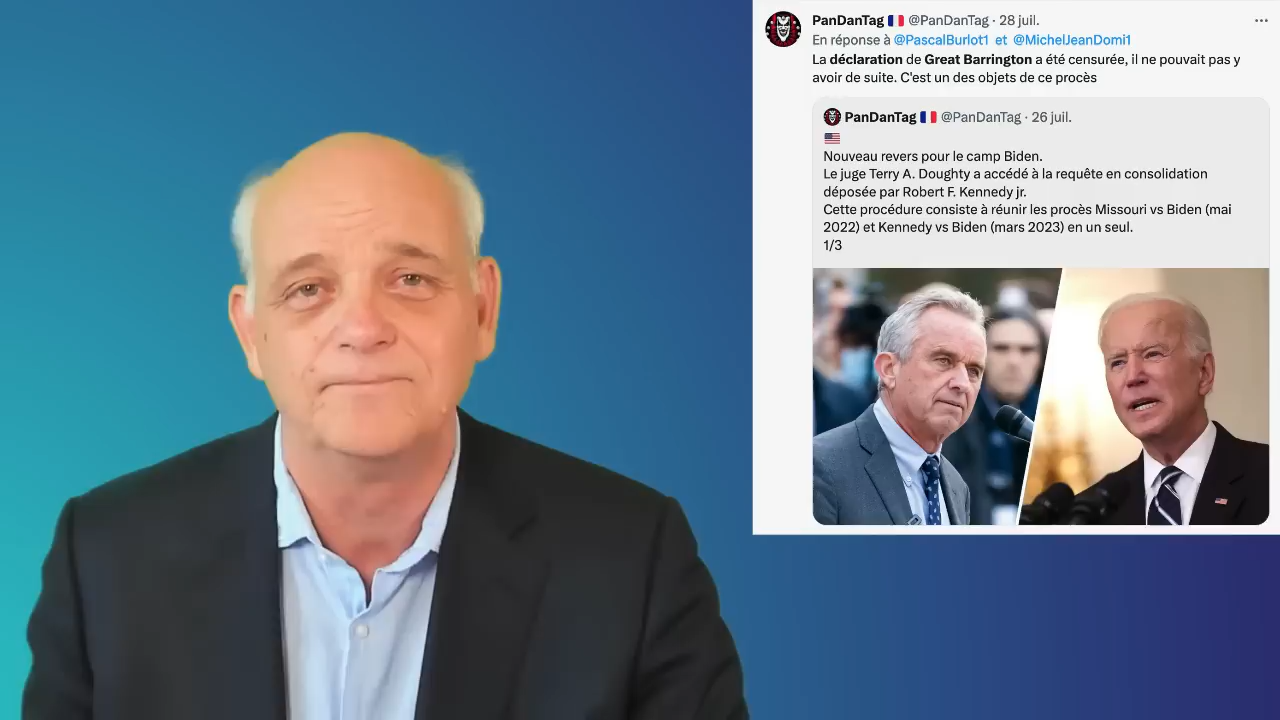 PanDanTag 🇫🇷 @PanDanTag · 28 juil.
En réponse à @PascalBurlot1 et @MichelJeanDomi1
La déclaration de Great Barrington a été censurée, il ne pouvait pas y
avoir de suite. C'est un des objets de ce procès
PanDanTag 🇫🇷 @PanDanTag · 26 juil.
🇺🇸
Nouveau revers pour le camp Biden.
Le juge Terry A. Doughty a accédé à la requête en consolidation
déposée par Robert F. Kennedy jr.
Cette procédure consiste à réunir les procès Missouri vs Biden (mai
2022) et Kennedy vs Biden (mars 2023) en un seul.
1/3